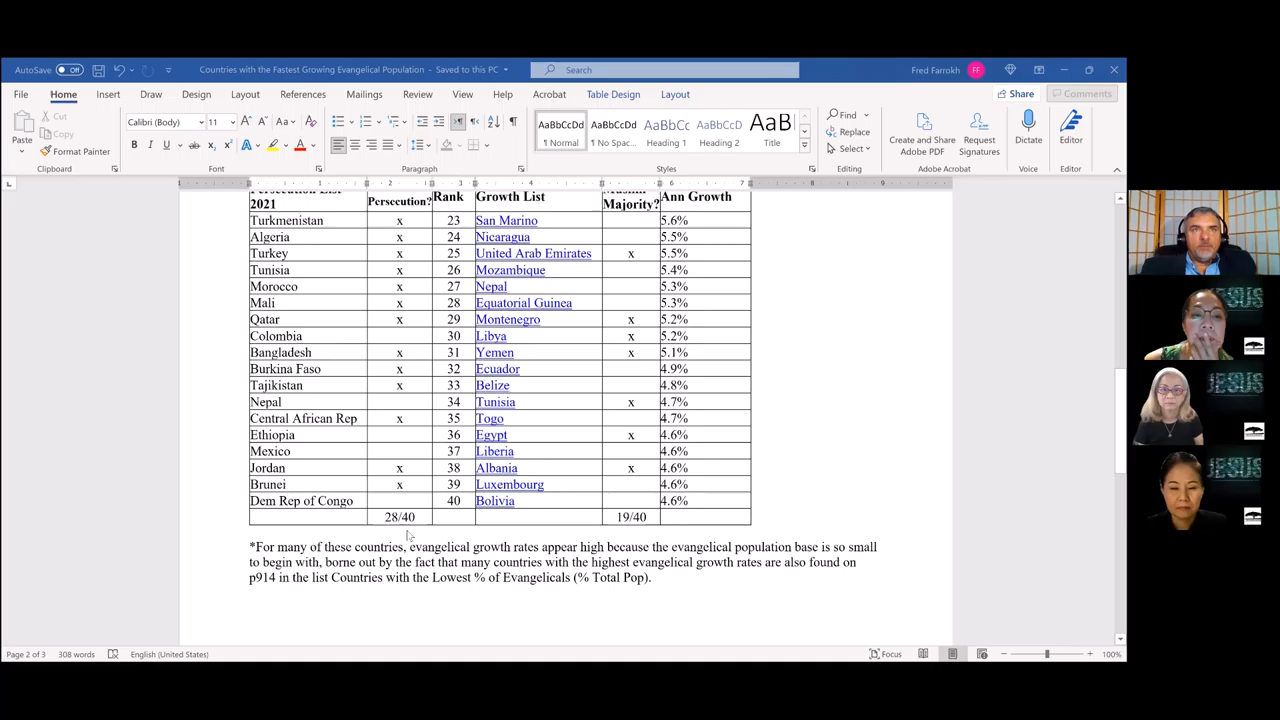 AutoSave Off Countries with the Fastest Growing Evangelical Population - Saved to this PC Search Fred Farrokh FF
File Home Insert Draw Design Layout References Mailings Review View Help Acrobat Table Design Layout Share Comments
Paste Cut Copy Format Painter
Calibri (Body) 11
AaBbCcDd AaBbCcDd AaBbCc AaBbCcD AaB
¶ Normal ¶ No Spac... Heading 1 Heading 2 Title
Find Replace Select
Create and Share Adobe PDF Request Signatures Dictate Editor
Clipboard Font Paragraph Styles Editing Adobe Acrobat Voice Editor
2021 Persecution? Rank Growth List Majority? Ann Growth
Turkmenistan x 23 San Marino 5.6%
Algeria x 24 Nicaragua 5.5%
Turkey x 25 United Arab Emirates x 5.5%
Tunisia x 26 Mozambique 5.4%
Morocco x 27 Nepal 5.3%
Mali x 28 Equatorial Guinea 5.3%
Qatar x 29 Montenegro x 5.2%
Colombia 30 Libya x 5.2%
Bangladesh x 31 Yemen x 5.1%
Burkina Faso x 32 Ecuador 4.9%
Tajikistan x 33 Belize 4.8%
Nepal 34 Tunisia x 4.7%
Central African Rep x 35 Togo 4.7%
Ethiopia 36 Egypt x 4.6%
Mexico 37 Liberia 4.6%
Jordan x 38 Albania x 4.6%
Brunei x 39 Luxembourg 4.6%
Dem Rep of Congo 40 Bolivia 4.6%
28/40 19/40
*For many of these countries, evangelical growth rates appear high because the evangelical population base is so small
to begin with, borne out by the fact that many countries with the highest evangelical growth rates are also found on
p914 in the list Countries with the Lowest % of Evangelicals (% Total Pop).
Page 2 of 3 308 words English (United States) Focus 100%
JESUS
JESUS
JESUS